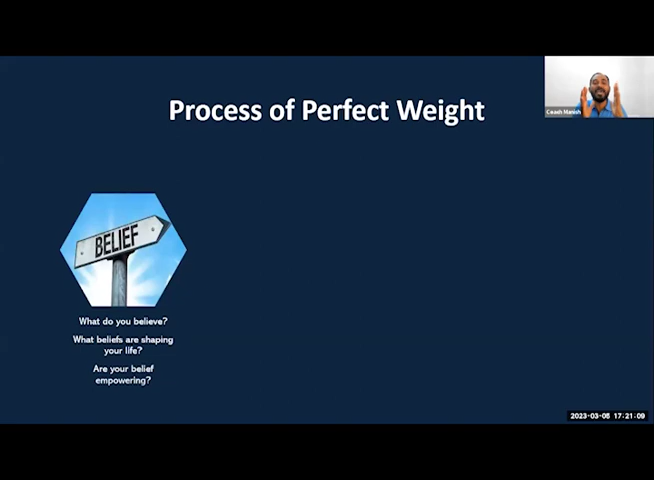 Process of Perfect Weight
Coach Manish
BELIEF
What do you believe?
What beliefs are shaping
your life?
Are your belief
empowering?
2023-03-05 17:21:09